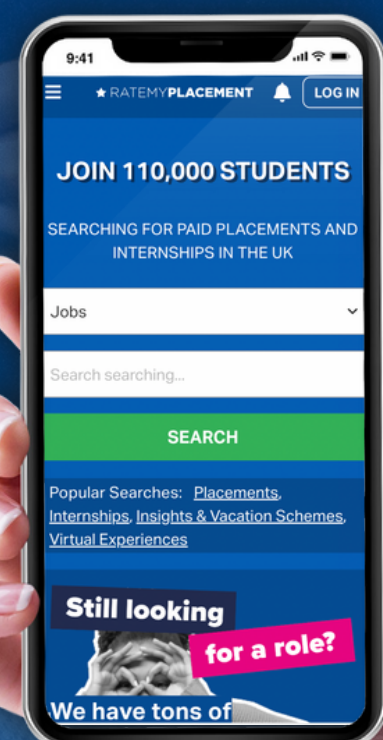 9:41
★ RATEMYPLACEMENT
LOG IN
JOIN 110,000 STUDENTS
SEARCHING FOR PAID PLACEMENTS AND
INTERNSHIPS IN THE UK
Jobs
Search searching...
SEARCH
Popular Searches: Placements,
Internships, Insights & Vacation Schemes,
Virtual Experiences
Still looking
for a role?
We have tons of